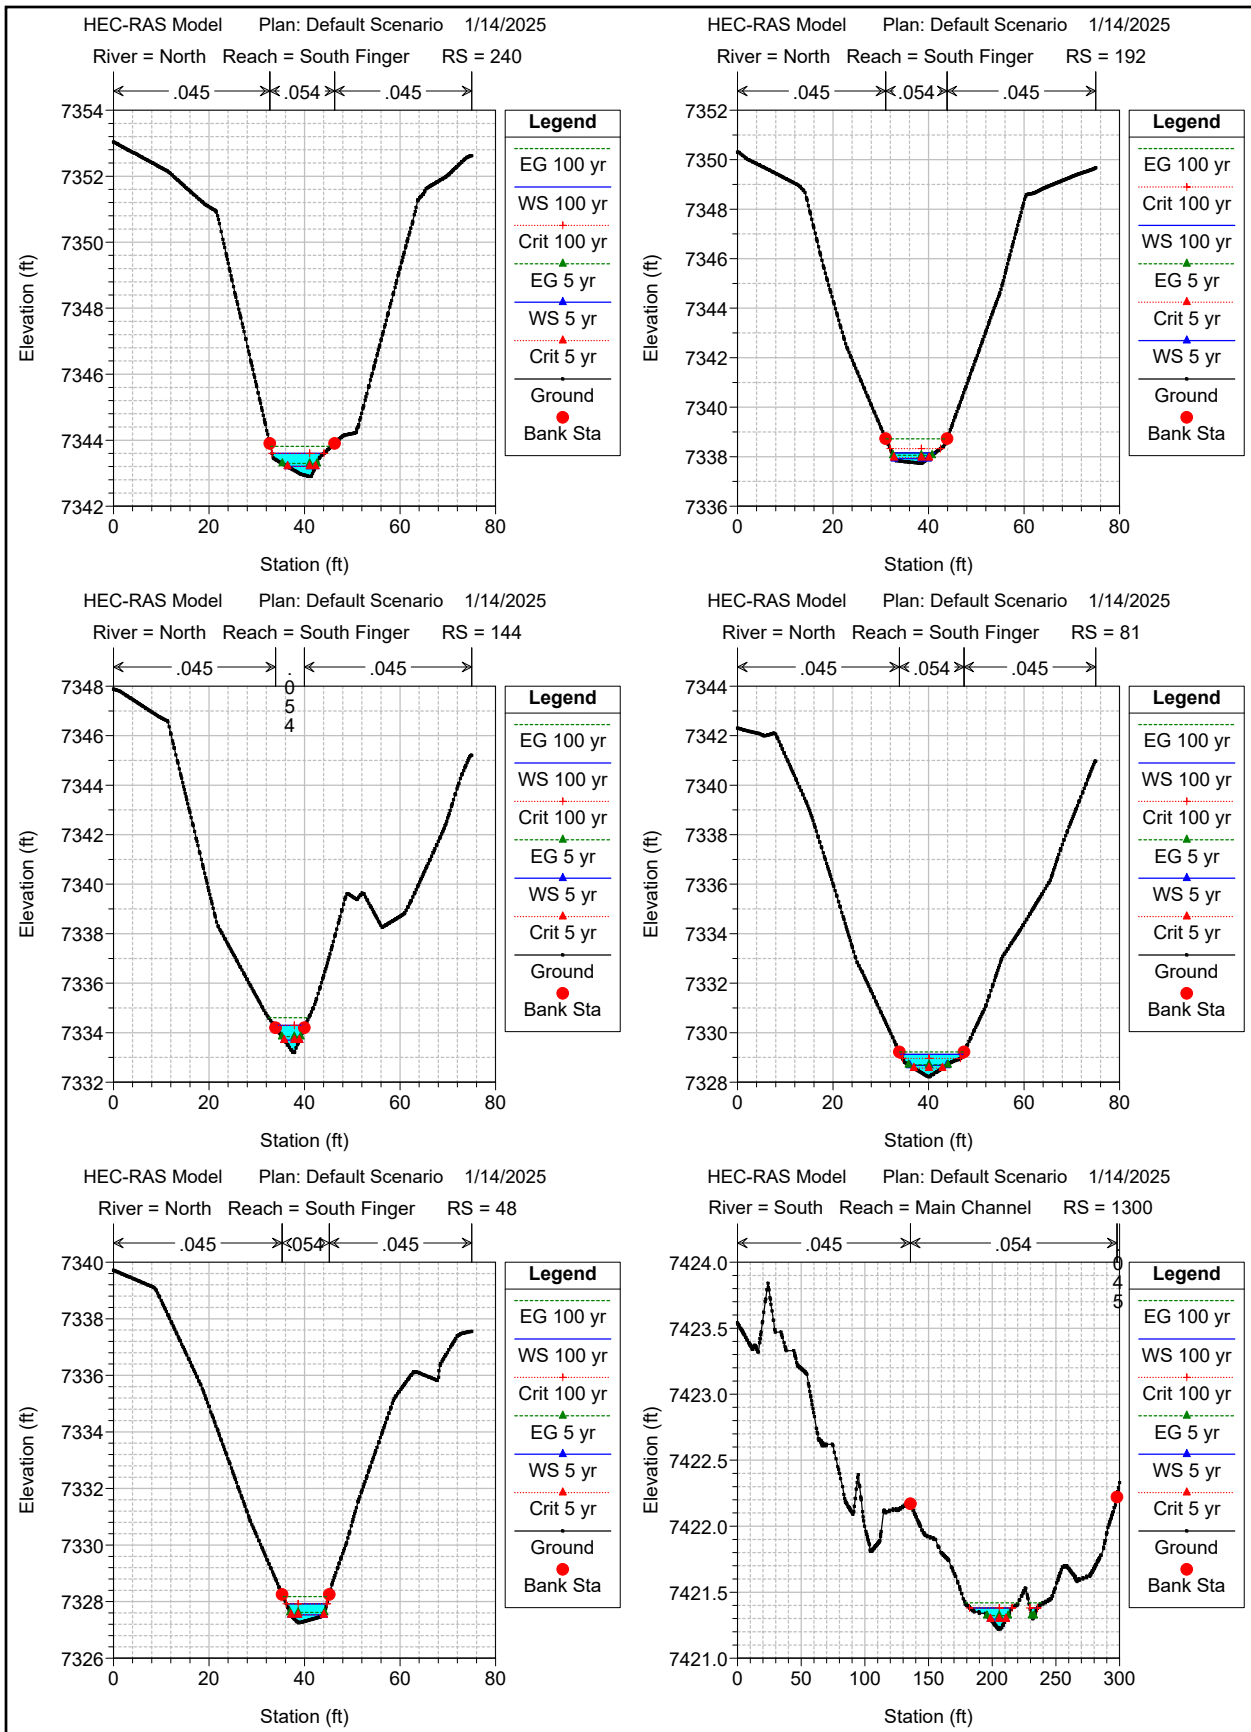 HEC-RAS Model Plan: Default Scenario 1/14/2025
River = North Reach = South Finger RS = 240
.045 .054 .045
7354
7352
7350
7348
7346
7344
7342
0 20 40 60 80
Station (ft)
Elevation (ft)
Legend
EG 100 yr
WS 100 yr
Crit 100 yr
EG 5 yr
WS 5 yr
Crit 5 yr
Ground
Bank Sta
HEC-RAS Model Plan: Default Scenario 1/14/2025
River = North Reach = South Finger RS = 192
.045 .054 .045
7352
7350
7348
7346
7344
7342
7340
7338
7336
0 20 40 60 80
Station (ft)
Elevation (ft)
Legend
EG 100 yr
Crit 100 yr
WS 100 yr
EG 5 yr
Crit 5 yr
WS 5 yr
Ground
Bank Sta
HEC-RAS Model Plan: Default Scenario 1/14/2025
River = North Reach = South Finger RS = 144
.045 .054 .045
7348
7346
7344
7342
7340
7338
7336
7334
7332
0 20 40 60 80
Station (ft)
Elevation (ft)
Legend
EG 100 yr
WS 100 yr
Crit 100 yr
EG 5 yr
WS 5 yr
Crit 5 yr
Ground
Bank Sta
HEC-RAS Model Plan: Default Scenario 1/14/2025
River = North Reach = South Finger RS = 81
.045 .054 .045
7344
7342
7340
7338
7336
7334
7332
7330
7328
0 20 40 60 80
Station (ft)
Elevation (ft)
Legend
EG 100 yr
WS 100 yr
Crit 100 yr
EG 5 yr
WS 5 yr
Crit 5 yr
Ground
Bank Sta
HEC-RAS Model Plan: Default Scenario 1/14/2025
River = North Reach = South Finger RS = 48
.045 .054 .045
7340
7338
7336
7334
7332
7330
7328
7326
0 20 40 60 80
Station (ft)
Elevation (ft)
Legend
EG 100 yr
WS 100 yr
Crit 100 yr
EG 5 yr
WS 5 yr
Crit 5 yr
Ground
Bank Sta
HEC-RAS Model Plan: Default Scenario 1/14/2025
River = South Reach = Main Channel RS = 1300
.045 .054 .045
7424.0
7423.5
7423.0
7422.5
7422.0
7421.5
7421.0
0 50 100 150 200 250 300
Station (ft)
Elevation (ft)
Legend
EG 100 yr
WS 100 yr
Crit 100 yr
EG 5 yr
WS 5 yr
Crit 5 yr
Ground
Bank Sta